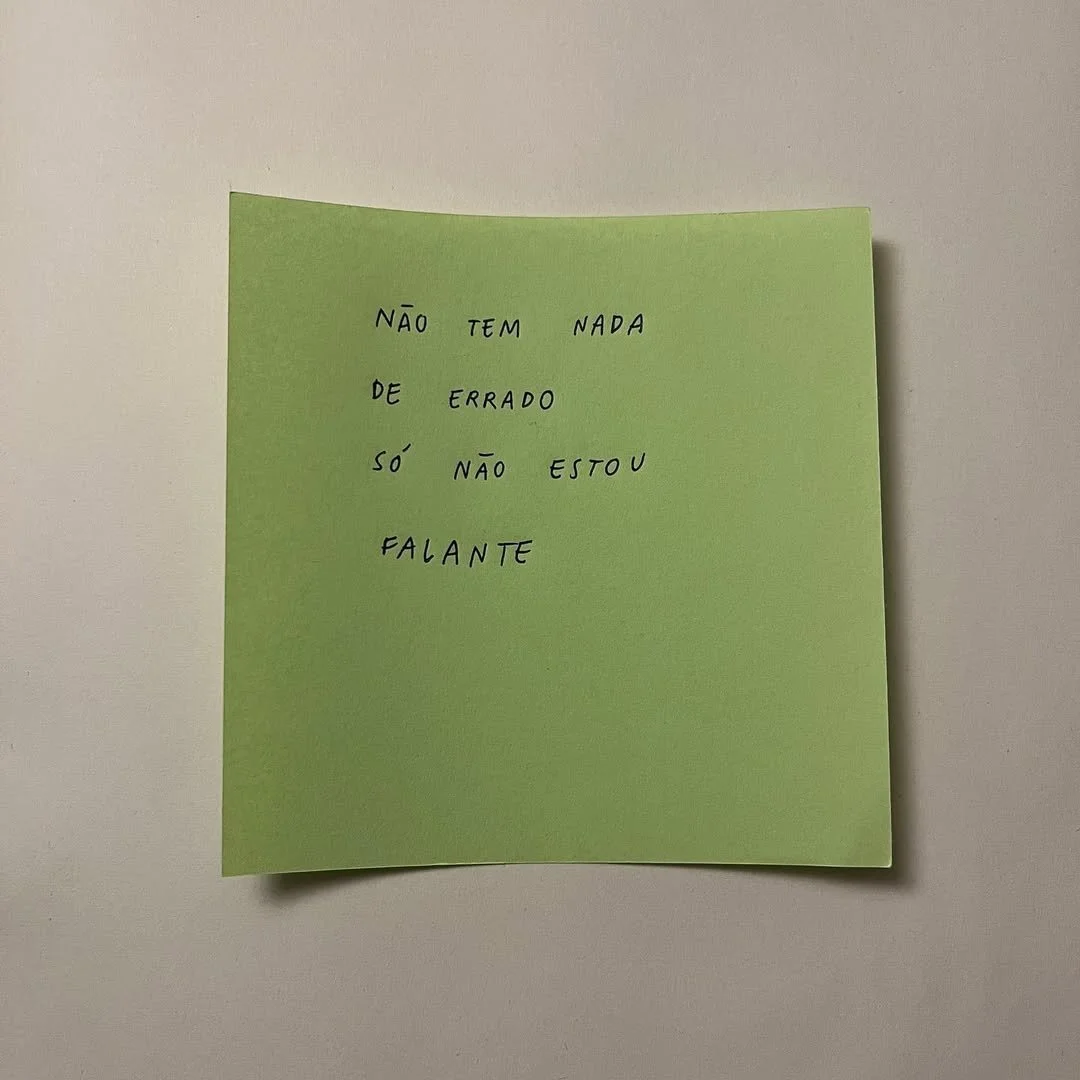 NÃO TEM NADA
DE ERRADO
SÓ NÃO ESTOU
FALANTE